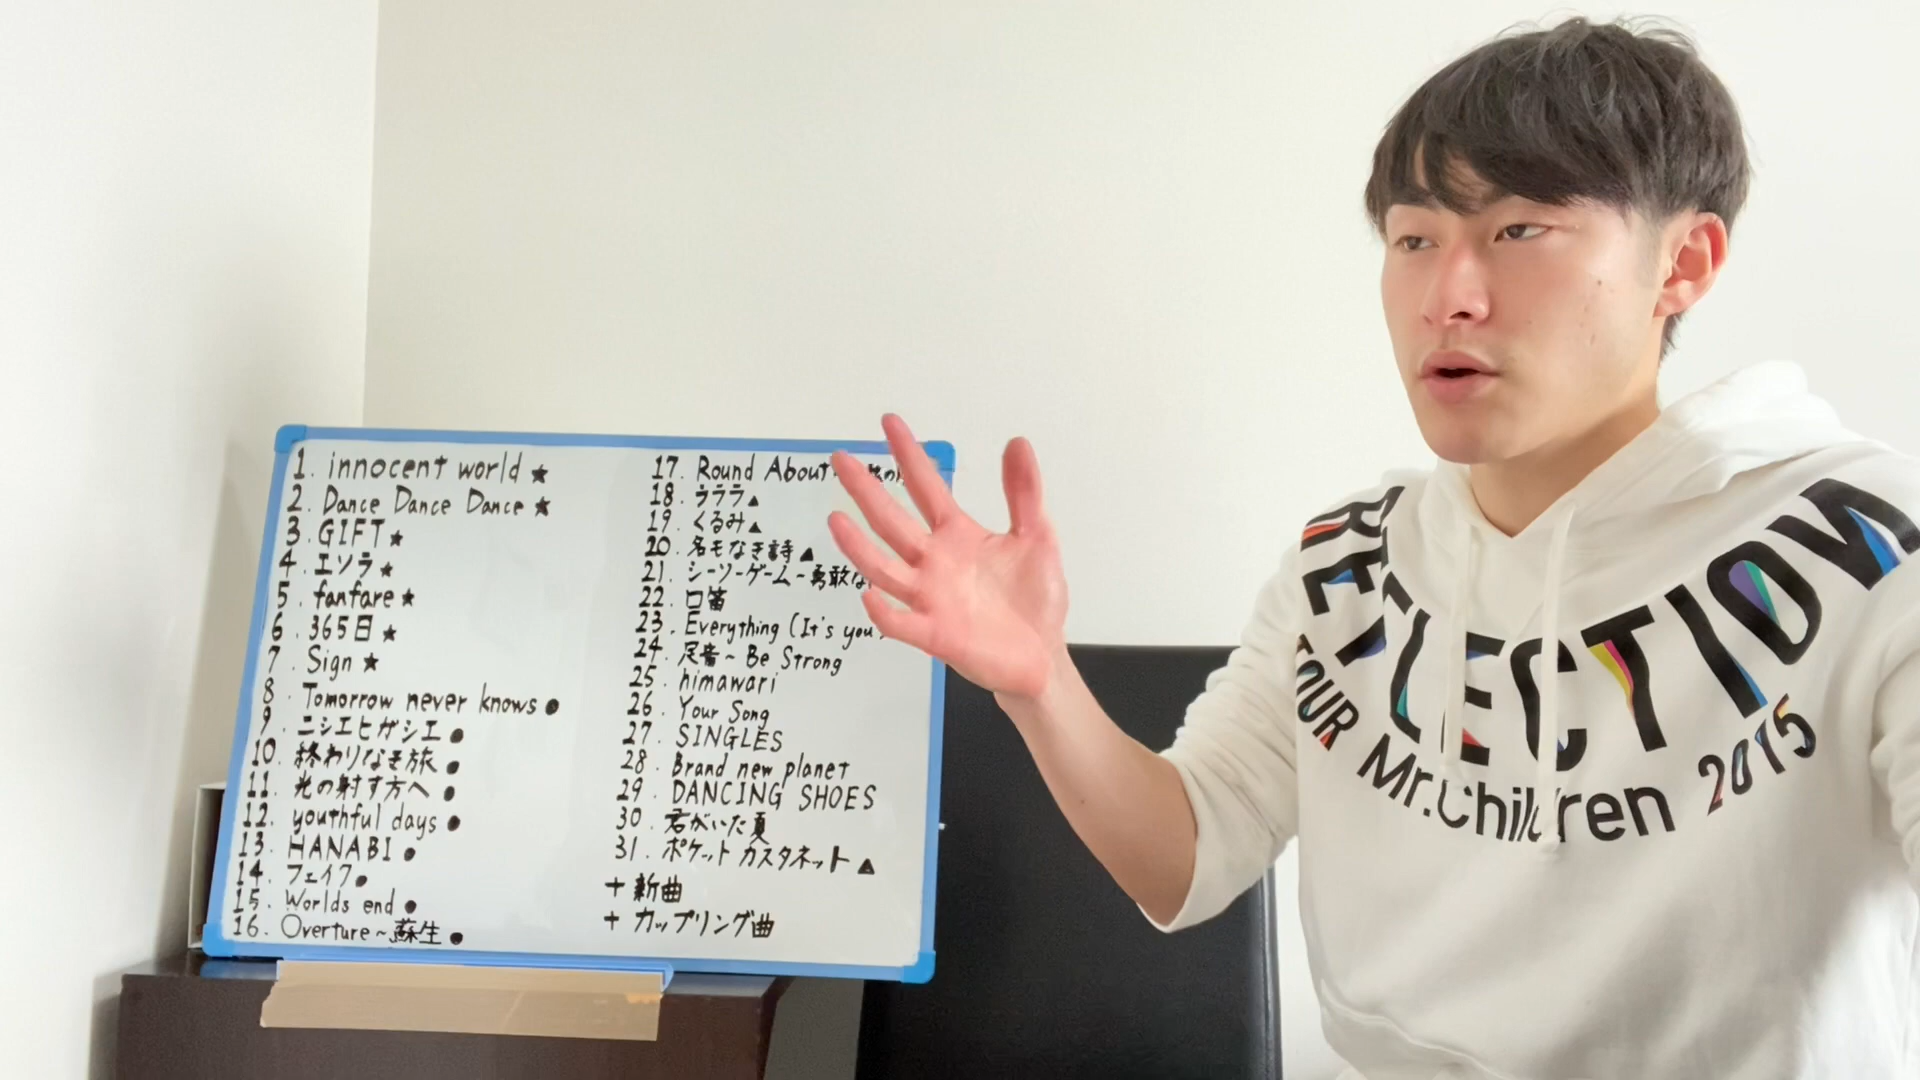 1. innocent world ★
2. Dance Dance Dance ★
3. GIFT ★
4. エソラ ★
5. fanfare ★
6. 365日 ★
7. Sign ★
8. Tomorrow never knows ●
9. ニシエヒガシエ ●
10. 終わりなき旅 ●
11. 光の射す方へ ●
12. youthful days ●
13. HANABI ●
14. フェイク ●
15. Worlds end ●
16. Overture~蘇生 ●
17. Round About
18. ウララ ▲
19. くるみ ▲
20. 名もなき詩 ▲
21. シーソーゲーム~勇敢な
22. 口笛
23. Everything (It's you
24. 足音~Be Strong
25. himawari
26. Your Song
27. SINGLES
28. Brand new planet
29. DANCING SHOES
30. 君がいた夏
31. ポケット カスタネット ▲
+ 新曲
+ カップリング曲
REFLECTION
TOUR Mr.Children 2015